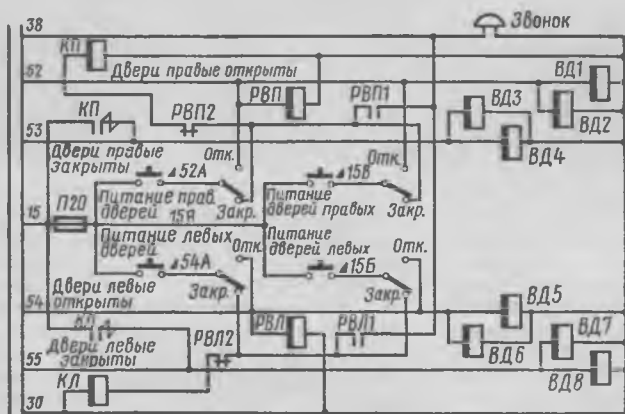 38
Звонок
КП
52
Двери правые открыты
РВП
РВП1
ВД1
КП
РВП2
ВД3
ВД2
53
ВД4
Двери правые
закрыты
Отк.
Отк.
52А
15В
15
П20
Питание прав.
дверей
15Я
Закр.
Питание
дверей правых
Закр.
Питание левых
дверей
Отк.
Питание
дверей левых
Отк.
54А
15Б
Двери левые
открыты
Закр.
Закр.
54
ВД5
КЛ
РВЛ2
РВЛ
РВЛ1
ВД7
Двери левые
закрыты
ВД6
55
КЛ
ВД8
30